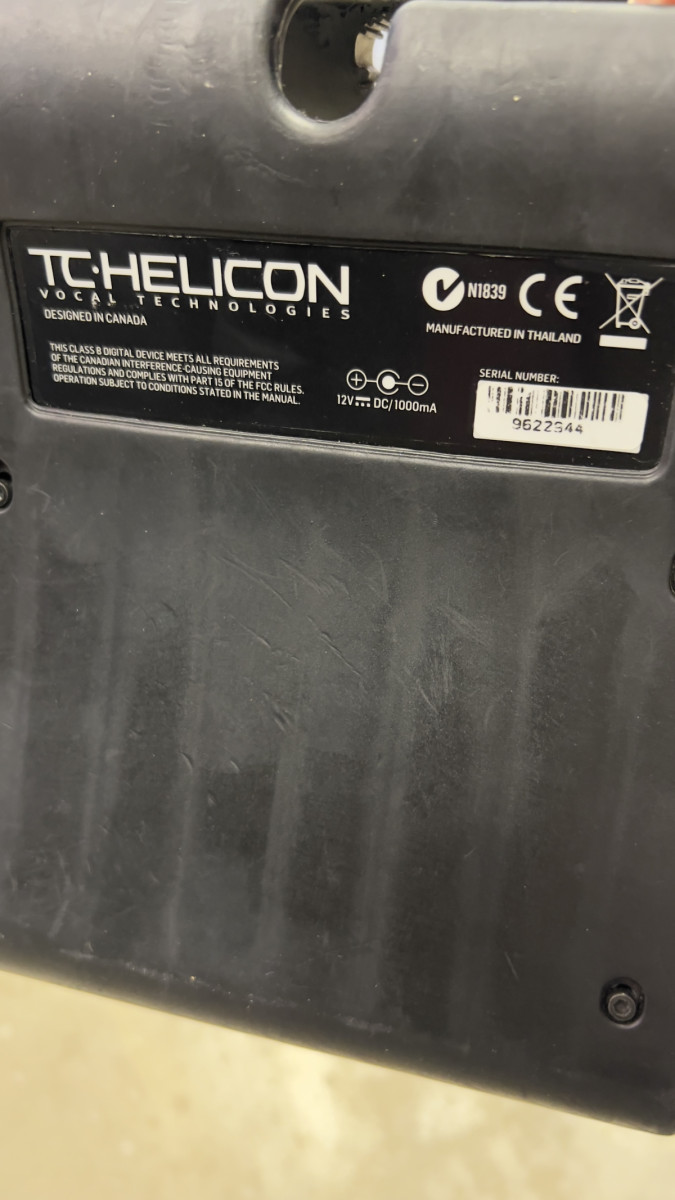 TC·HELICON
VOCAL TECHNOLOGIES
DESIGNED IN CANADA
THIS CLASS B DIGITAL DEVICE MEETS ALL REQUIREMENTS
OF THE CANADIAN INTERFERENCE-CAUSING EQUIPMENT
REGULATIONS AND COMPLIES WITH PART 15 OF THE FCC RULES.
OPERATION SUBJECT TO CONDITIONS STATED IN THE MANUAL.
12V DC/1000mA
N1839 CE
MANUFACTURED IN THAILAND
SERIAL NUMBER:
9622944